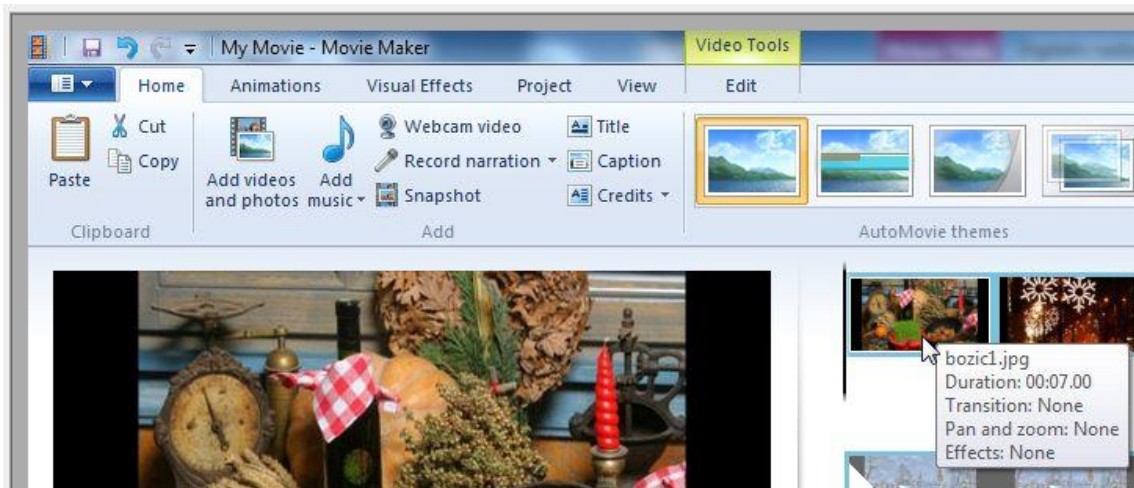 My Movie - Movie Maker
Video Tools
Home
Animations
Visual Effects
Project
View
Edit
Paste
Cut
Copy
Clipboard
Add videos
and photos
Add
music
Webcam video
Record narration
Snapshot
Title
Caption
Credits
Add
AutoMovie themes
bozic1.jpg
Duration: 00:07.00
Transition: None
Pan and zoom: None
Effects: None